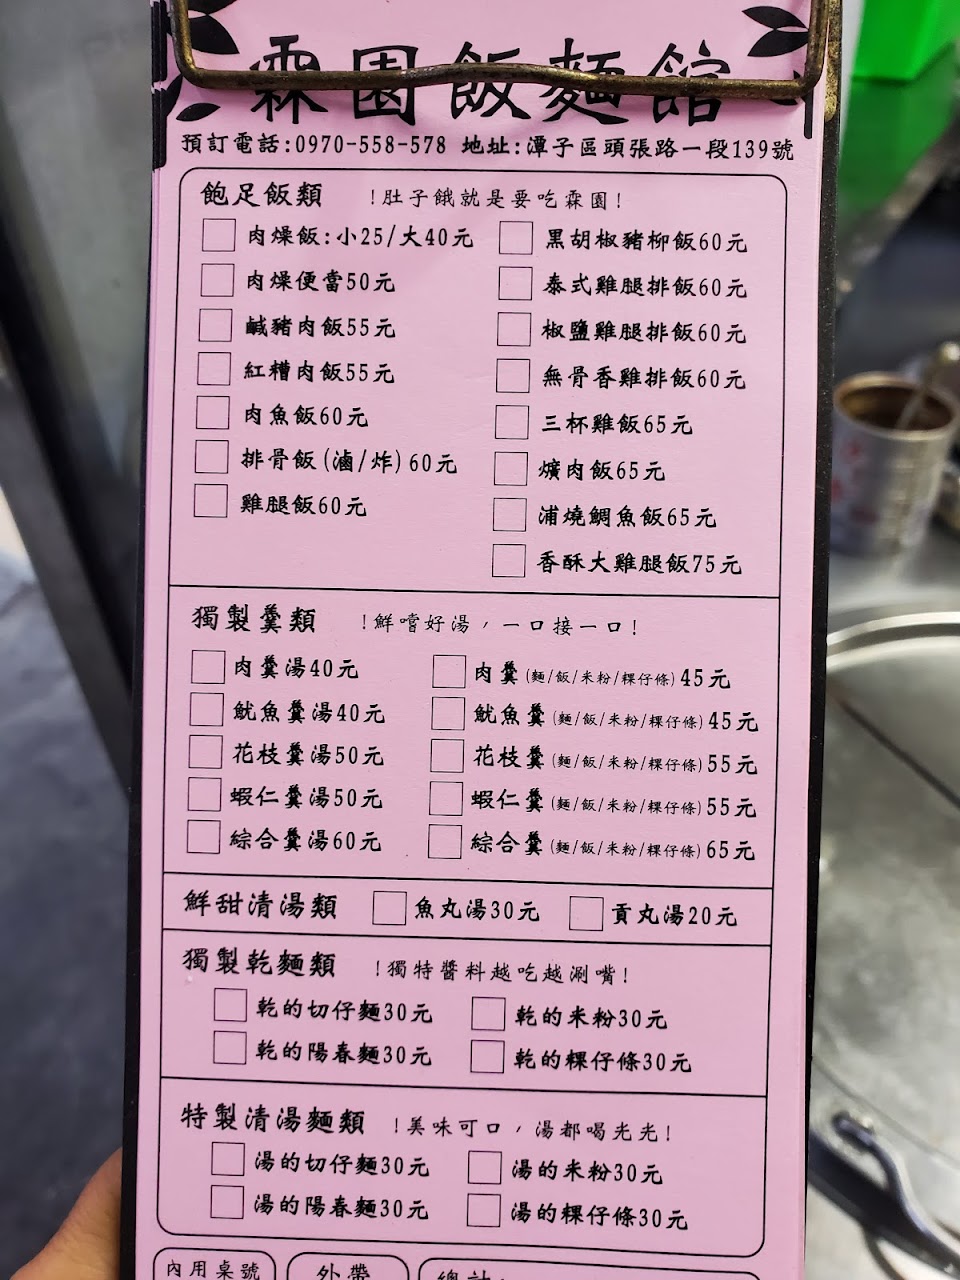 霖園飯麵館
預訂電話:0970-558-578 地址:潭子區頭張路一段139號
飽足飯類 !肚子餓就是要吃霖園!
肉燥飯:小25/大40元 黑胡椒豬柳飯60元
肉燥便當50元 泰式雞腿排飯60元
鹹豬肉飯55元 椒鹽雞腿排飯60元
紅糟肉飯55元 無骨香雞排飯60元
肉魚飯60元 三杯雞飯65元
排骨飯(滷/炸)60元 爌肉飯65元
雞腿飯60元 浦燒鯛魚飯65元
香酥大雞腿飯75元
獨製羹類 !鮮嚐好湯,一口接一口!
肉羹湯40元 肉羹(麵/飯/米粉/粿仔條)45元
魷魚羹湯40元 魷魚羹(麵/飯/米粉/粿仔條)45元
花枝羹湯50元 花枝羹(麵/飯/米粉/粿仔條)55元
蝦仁羹湯50元 蝦仁羹(麵/飯/米粉/粿仔條)55元
綜合羹湯60元 綜合羹(麵/飯/米粉/粿仔條)65元
鮮甜清湯類 魚丸湯30元 貢丸湯20元
獨製乾麵類 !獨特醬料越吃越涮嘴!
乾的切仔麵30元 乾的米粉30元
乾的陽春麵30元 乾的粿仔條30元
特製清湯麵類 !美味可口,湯都喝光光!
湯的切仔麵30元 湯的米粉30元
湯的陽春麵30元 湯的粿仔條30元
內用桌號 外帶 總計: